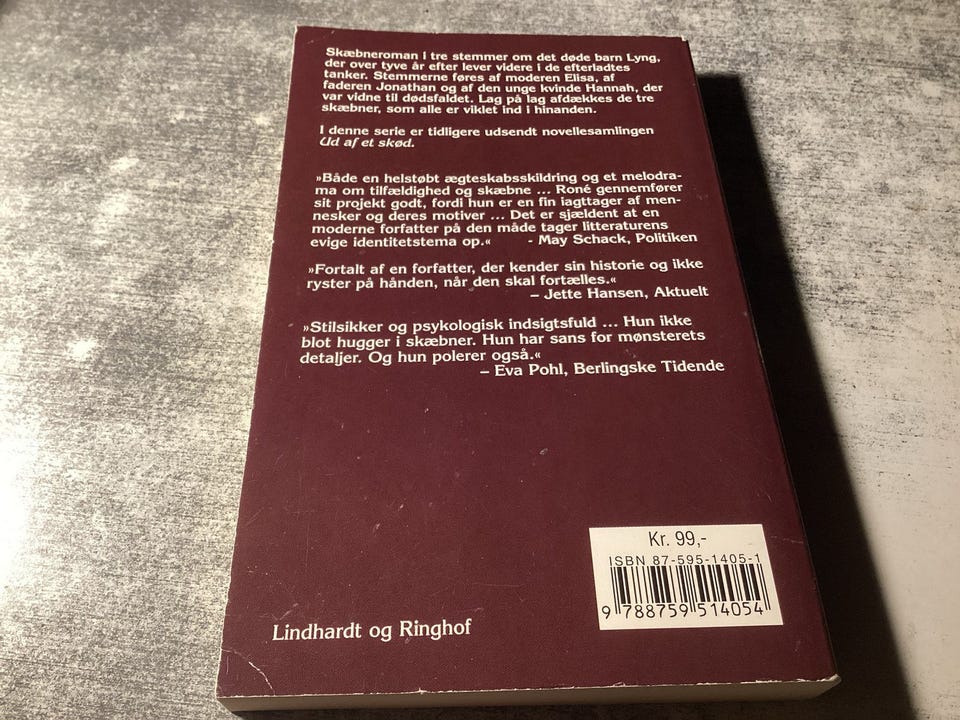 Skæbneroman i tre stemmer om det døde barn Lyng,
der over tyve år efter lever videre i de efterladtes
tanker. Stemmerne føres af moderen Elisa, af
faderen Jonathan og af den unge kvinde Hannah, der
var vidne til dødsfaldet. Lag på lag afdækkes de tre
skæbner, som alle er viklet ind i hinanden.
I denne serie er tidligere udsendt novellesamlingen
Ud af et skød.
»Både en helstøbt ægteskabsskildring og et melodra-
ma om tilfældighed og skæbne ... Roné gennemfører
sit projekt godt, fordi hun er en fin iagttager af men-
nesker og deres motiver ... Det er sjældent at en
moderne forfatter på den måde tager litteraturens
evige identitetstema op.« - May Schack, Politiken
»Fortalt af en forfatter, der kender sin historie og ikke
ryster på hånden, når den skal fortælles.«
– Jette Hansen, Aktuelt
»Stilsikker og psykologisk indsigtsfuld ... Hun ikke
blot hugger i skæbner. Hun har sans for mønsterets
detaljer. Og hun polerer også.«
– Eva Pohl, Berlingske Tidende
Kr. 99,-
ISBN 87-595-1405-1
9 788759 514054
Lindhardt og Ringhof